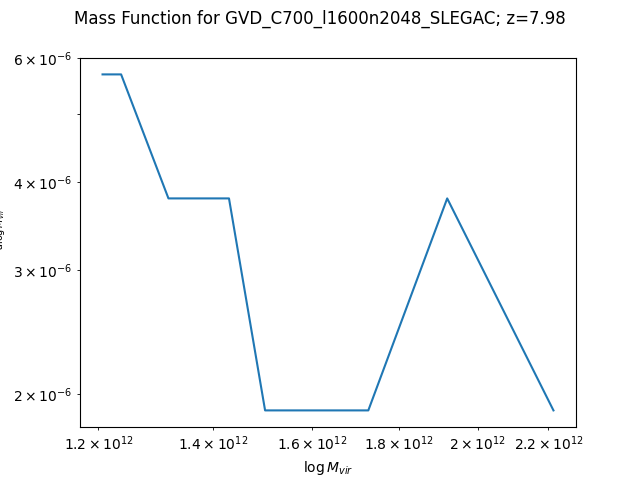 Mass Function for GVD_C700_l1600n2048_SLEGAC; z=7.98
6 × 10⁻⁶
4 × 10⁻⁶
3 × 10⁻⁶
2 × 10⁻⁶
1.2 × 10¹² 1.4 × 10¹² 1.6 × 10¹² 1.8 × 10¹² 2 × 10¹² 2.2 × 10¹²
log M_vir